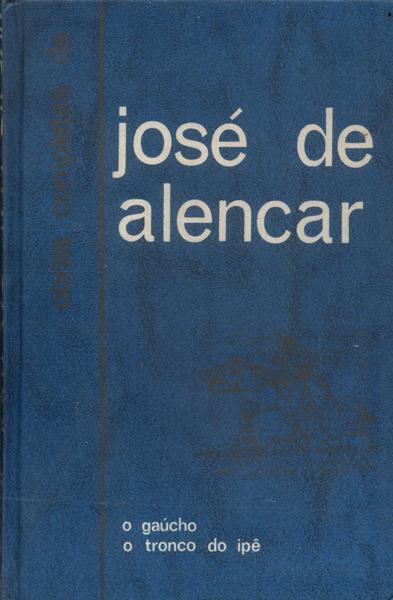 obras completas de
josé de
alencar
o gaúcho
o tronco do ipê